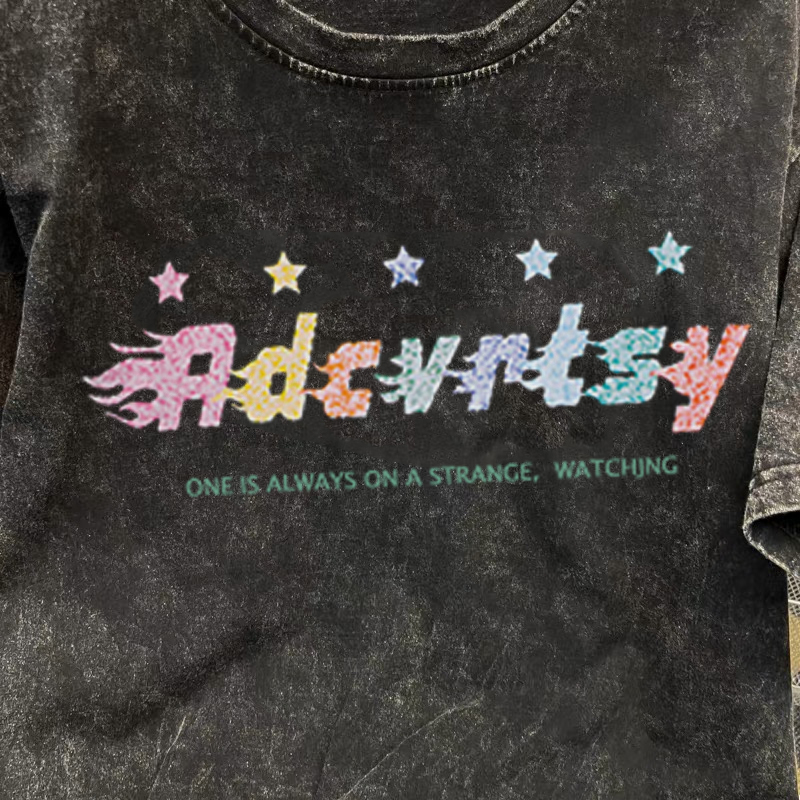 Adcvrtsy
ONE IS ALWAYS ON A STRANGE, WATCHJNG